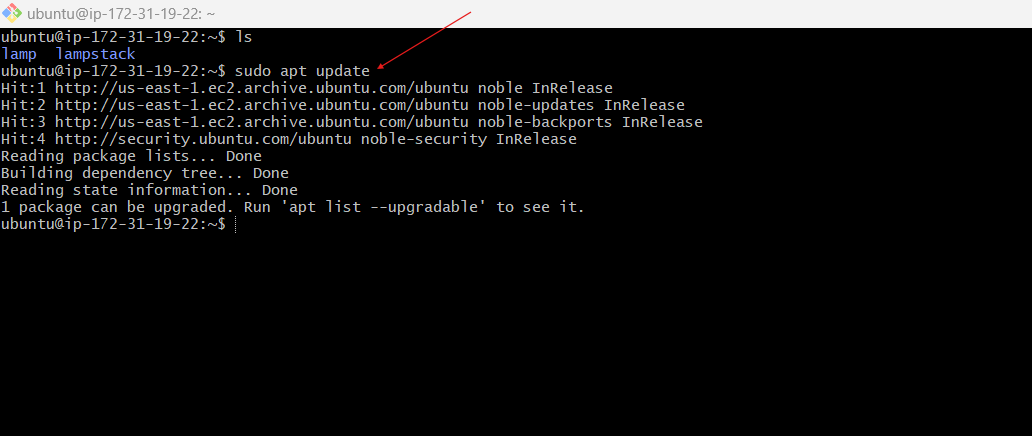 ubuntu@ip-172-31-19-22: ~
ubuntu@ip-172-31-19-22:~$ ls
lamp  lampstack
ubuntu@ip-172-31-19-22:~$ sudo apt update
Hit:1 http://us-east-1.ec2.archive.ubuntu.com/ubuntu noble InRelease
Hit:2 http://us-east-1.ec2.archive.ubuntu.com/ubuntu noble-updates InRelease
Hit:3 http://us-east-1.ec2.archive.ubuntu.com/ubuntu noble-backports InRelease
Hit:4 http://security.ubuntu.com/ubuntu noble-security InRelease
Reading package lists... Done
Building dependency tree... Done
Reading state information... Done
1 package can be upgraded. Run 'apt list --upgradable' to see it.
ubuntu@ip-172-31-19-22:~$